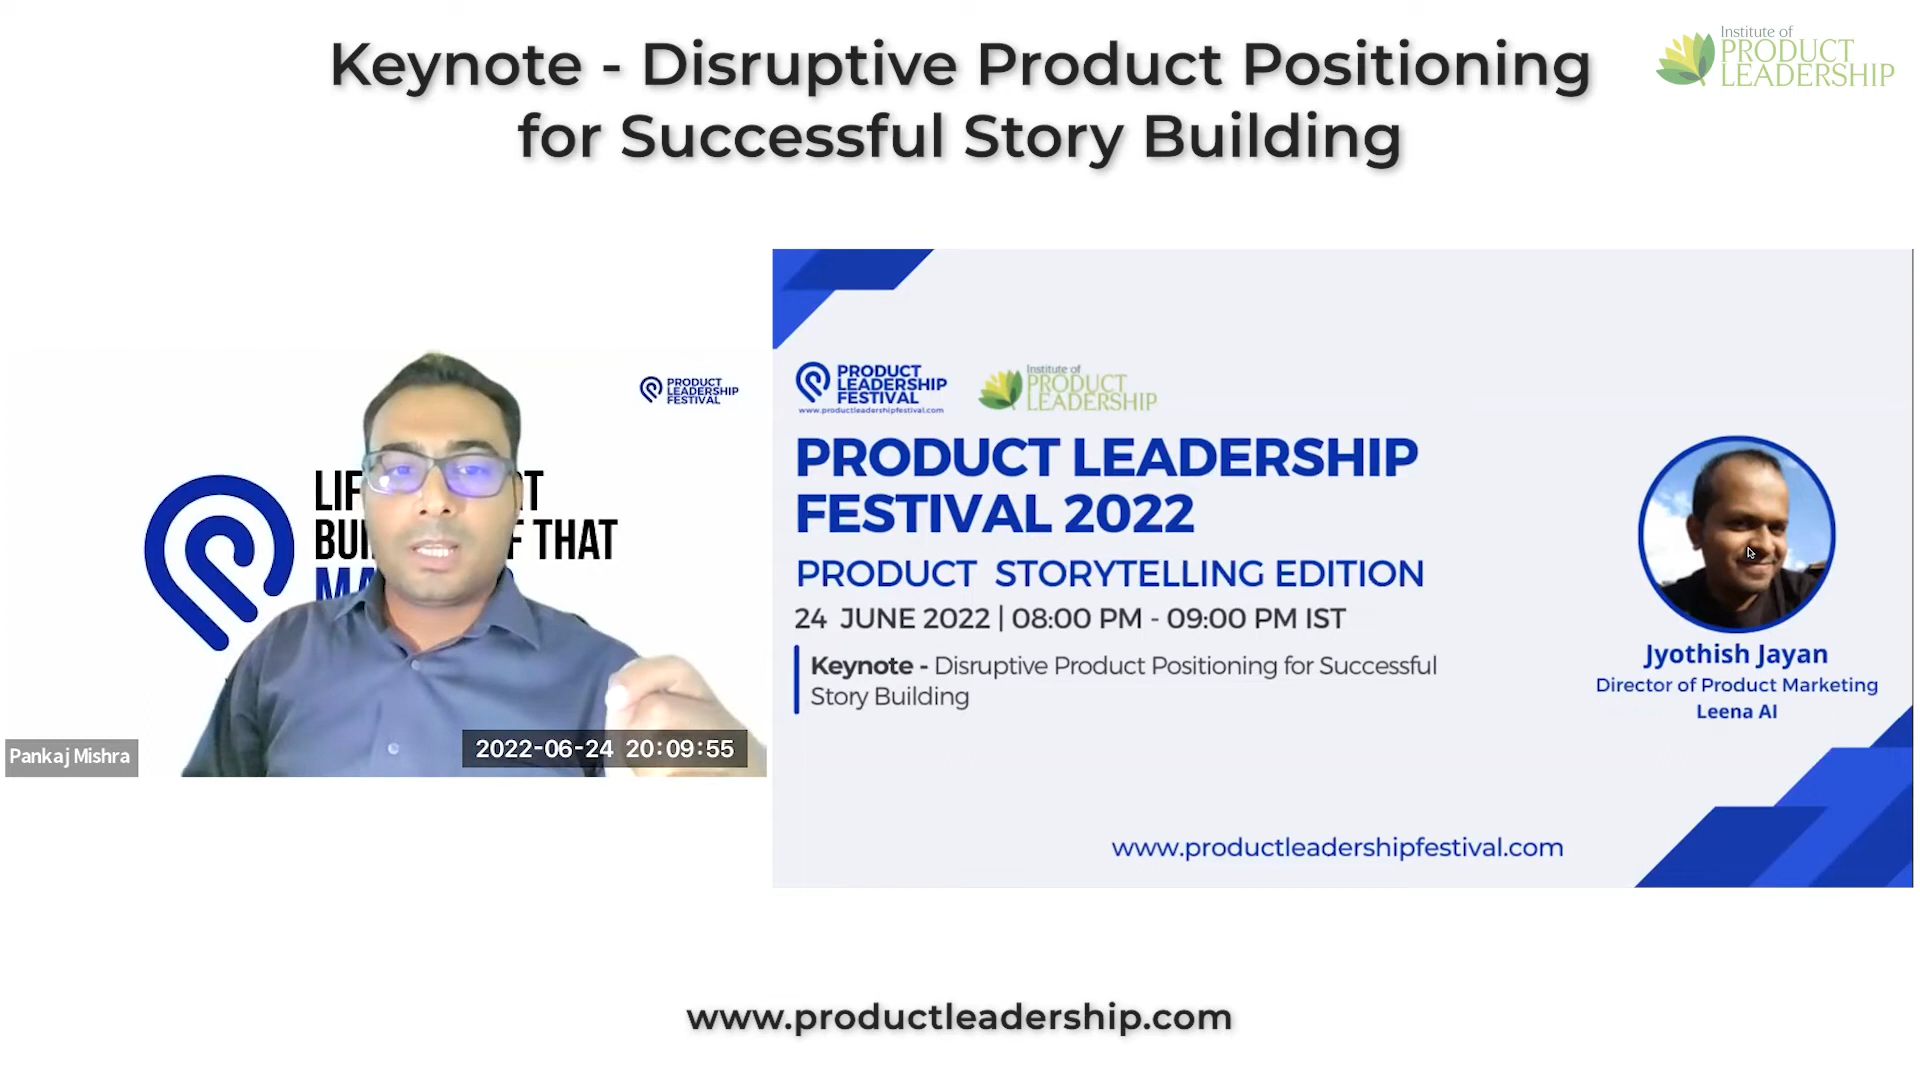 Keynote - Disruptive Product Positioning
for Successful Story Building
Institute of
PRODUCT
LEADERSHIP
PRODUCT
LEADERSHIP
FESTIVAL
THAT
Pankaj Mishra
2022-06-24 20:09:55
PRODUCT
LEADERSHIP
FESTIVAL
www.productleadershipfestival.com
Institute of
PRODUCT
LEADERSHIP
PRODUCT LEADERSHIP
FESTIVAL 2022
PRODUCT STORYTELLING EDITION
24 JUNE 2022 | 08:00 PM - 09:00 PM IST
Keynote - Disruptive Product Positioning for Successful
Story Building
Jyothish Jayan
Director of Product Marketing
Leena AI
www.productleadershipfestival.com
www.productleadership.com